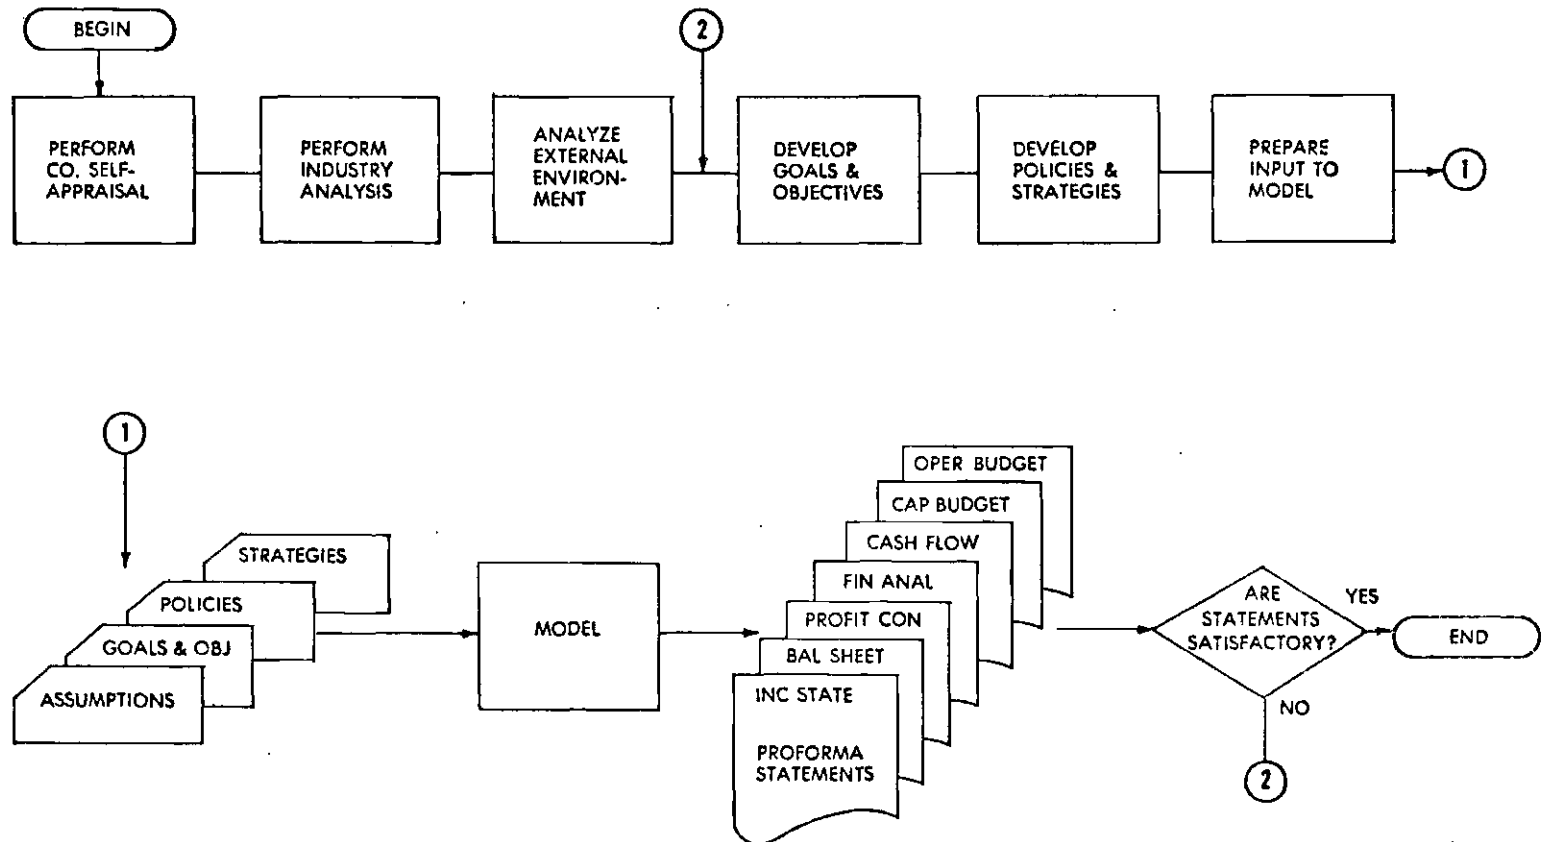 BEGIN
2
PERFORM
CO. SELF-
APPRAISAL
PERFORM
INDUSTRY
ANALYSIS
ANALYZE
EXTERNAL
ENVIRON-
MENT
DEVELOP
GOALS &
OBJECTIVES
DEVELOP
POLICIES &
STRATEGIES
PREPARE
INPUT TO
MODEL
1
1
STRATEGIES
POLICIES
GOALS & OBJ
ASSUMPTIONS
MODEL
OPER BUDGET
CAP BUDGET
CASH FLOW
FIN ANAL
PROFIT CON
BAL SHEET
INC STATE
PROFORMA
STATEMENTS
ARE
STATEMENTS
SATISFACTORY?
YES
END
NO
2